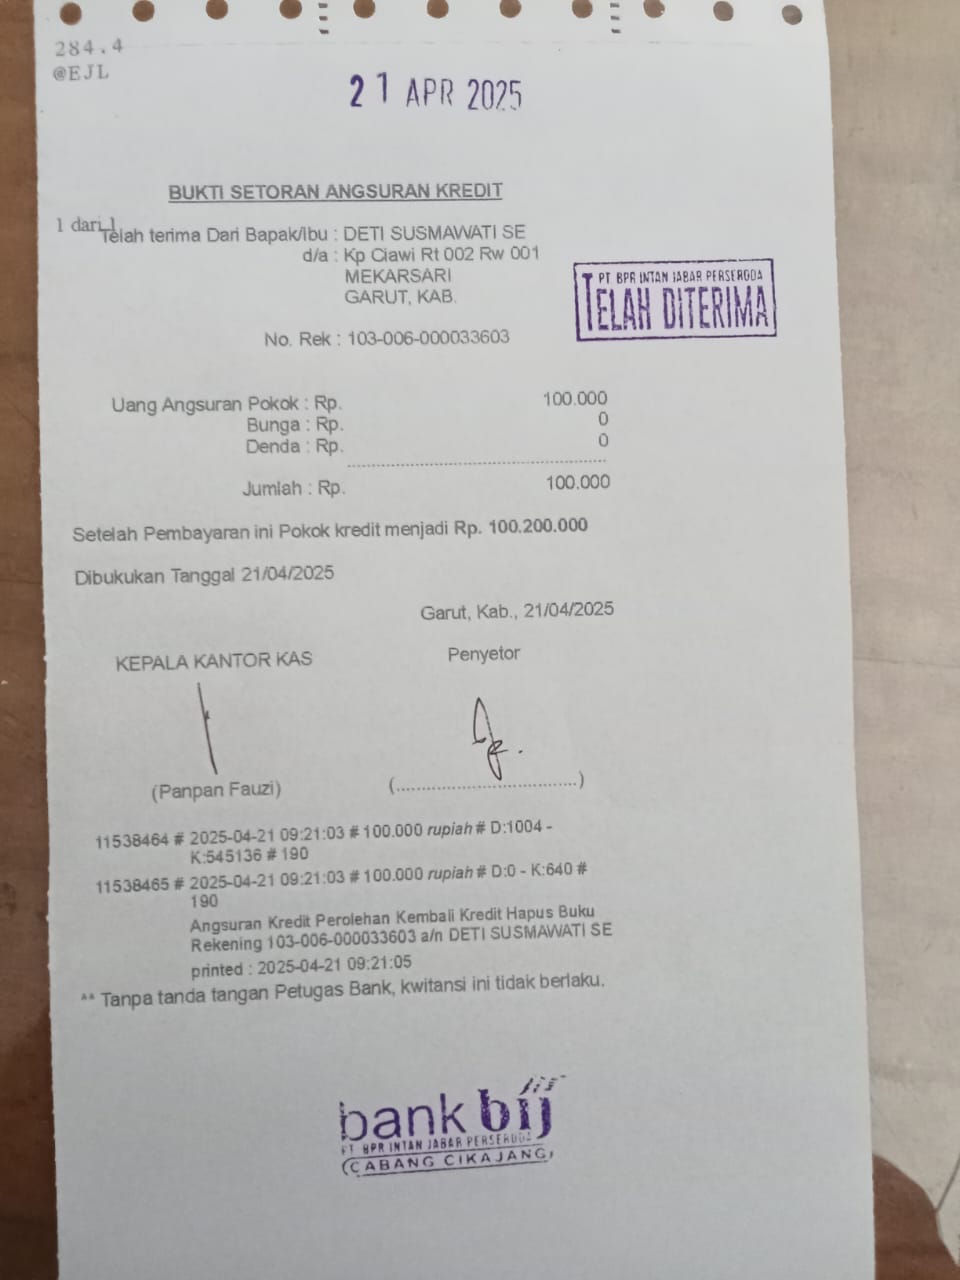 284.4
@EJL
21 APR 2025
BUKTI SETORAN ANGSURAN KREDIT
1 dari 1
Telah terima Dari Bapak/Ibu : DETI SUSMAWATI SE
d/a : Kp Ciawi Rt 002 Rw 001
MEKARSARI
GARUT, KAB.
PT BPR INTAN JABAR PERSERODA
TELAH DITERIMA
No. Rek : 103-006-000033603
Uang Angsuran Pokok : Rp. 100.000
Bunga : Rp. 0
Denda : Rp. 0
Jumlah : Rp. 100.000
Setelah Pembayaran ini Pokok kredit menjadi Rp. 100.200.000
Dibukukan Tanggal 21/04/2025
Garut, Kab., 21/04/2025
KEPALA KANTOR KAS Penyetor
(Panpan Fauzi) (..................................)
11538464 # 2025-04-21 09:21:03 # 100.000 rupiah # D:1004 -
K:545136 # 190
11538465 # 2025-04-21 09:21:03 # 100.000 rupiah # D:0 - K:640 #
190
Angsuran Kredit Perolehan Kembali Kredit Hapus Buku
Rekening 103-006-000033603 a/n DETI SUSMAWATI SE
printed : 2025-04-21 09:21:05
** Tanpa tanda tangan Petugas Bank, kwitansi ini tidak berlaku.
bank bij
PT BPR INTAN JABAR PERSERODA
CABANG CIKAJANG